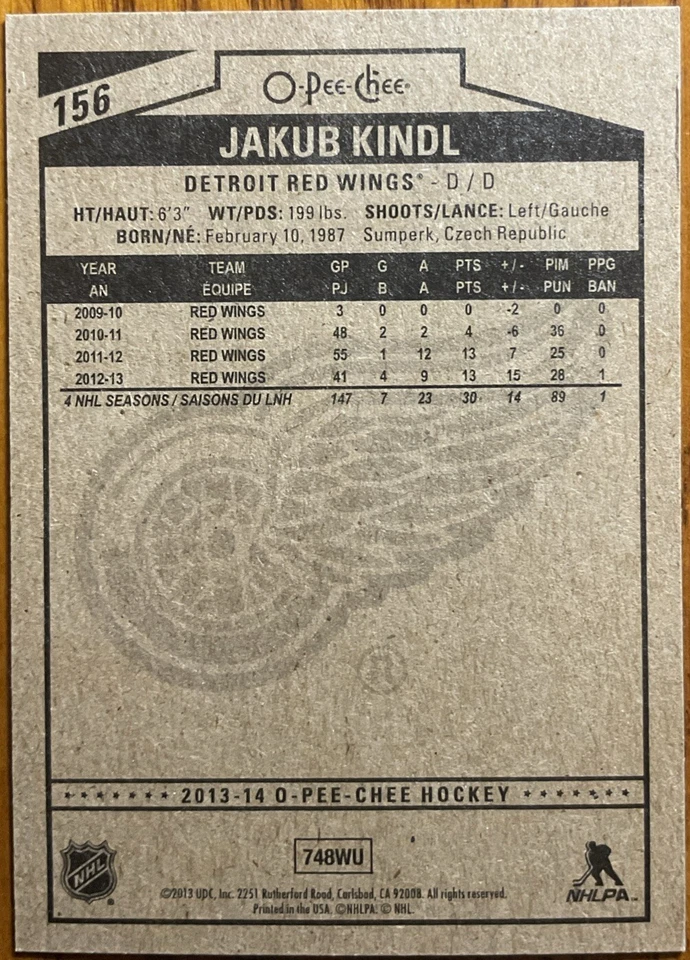 156
O-Pee-Chee
JAKUB KINDL
DETROIT RED WINGS® - D / D
HT/HAUT: 6'3" WT/PDS: 199 lbs. SHOOTS/LANCE: Left/Gauche
BORN/NÉ: February 10, 1987 Sumperk, Czech Republic
YEAR TEAM GP G A PTS +/- PIM PPG
AN ÉQUIPE PJ B A PTS +/- PUN BAN
2009-10 RED WINGS 3 0 0 0 -2 0 0
2010-11 RED WINGS 48 2 2 4 -6 36 0
2011-12 RED WINGS 55 1 12 13 7 25 0
2012-13 RED WINGS 41 4 9 13 15 28 1
4 NHL SEASONS / SAISONS DU LNH 147 7 23 30 14 89 1
2013-14 O-PEE-CHEE HOCKEY
748WU
NHL
NHLPA
©2013 UDC, Inc. 2251 Rutherford Road, Carlsbad, CA 92008. All rights reserved.
Printed in the USA. ©NHLPA. © NHL.